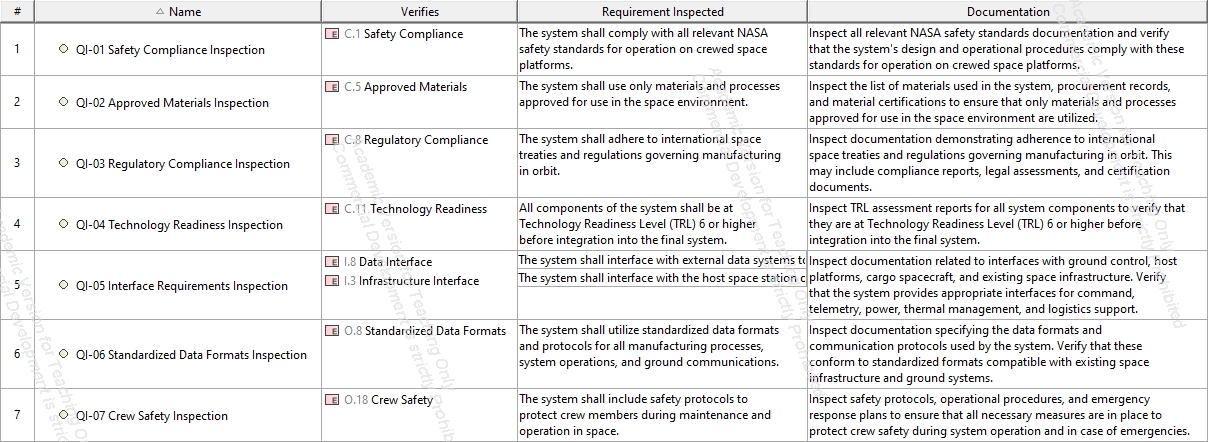 # Name Verifies Requirement Inspected Documentation
1 QI-01 Safety Compliance Inspection
E C.1 Safety Compliance
The system shall comply with all relevant NASA
safety standards for operation on crewed space
platforms.
Inspect all relevant NASA safety standards documentation and verify
that the system's design and operational procedures comply with these
standards for operation on crewed space platforms.
2 QI-02 Approved Materials Inspection
E C.5 Approved Materials
The system shall use only materials and processes
approved for use in the space environment.
Inspect the list of materials used in the system, procurement records,
and material certifications to ensure that only materials and processes
approved for use in the space environment are utilized.
3 QI-03 Regulatory Compliance Inspection
E C.8 Regulatory Compliance
The system shall adhere to international space
treaties and regulations governing manufacturing
in orbit.
Inspect documentation demonstrating adherence to international
space treaties and regulations governing manufacturing in orbit. This
may include compliance reports, legal assessments, and certification
documents.
4 QI-04 Technology Readiness Inspection
E C.11 Technology Readiness
All components of the system shall be at
Technology Readiness Level (TRL) 6 or higher
before integration into the final system.
Inspect TRL assessment reports for all system components to verify that
they are at Technology Readiness Level (TRL) 6 or higher before
integration into the final system.
5 QI-05 Interface Requirements Inspection
E I.8 Data Interface
E I.3 Infrastructure Interface
The system shall interface with external data systems to
The system shall interface with the host space station
Inspect documentation related to interfaces with ground control, host
platforms, cargo spacecraft, and existing space infrastructure. Verify
that the system provides appropriate interfaces for command,
telemetry, power, thermal management, and logistics support.
6 QI-06 Standardized Data Formats Inspection
E O.8 Standardized Data Formats
The system shall utilize standardized data formats
and protocols for all manufacturing processes,
system operations, and ground communications.
Inspect documentation specifying the data formats and
communication protocols used by the system. Verify that these
conform to standardized formats compatible with existing space
infrastructure and ground systems.
7 QI-07 Crew Safety Inspection
E O.18 Crew Safety
The system shall include safety protocols to
protect crew members during maintenance and
operation in space.
Inspect safety protocols, operational procedures, and emergency
response plans to ensure that all necessary measures are in place to
protect crew safety during system operation and in case of emergencies.
Academic Version for Teaching Only
Commercial Development is strictly Prohibited